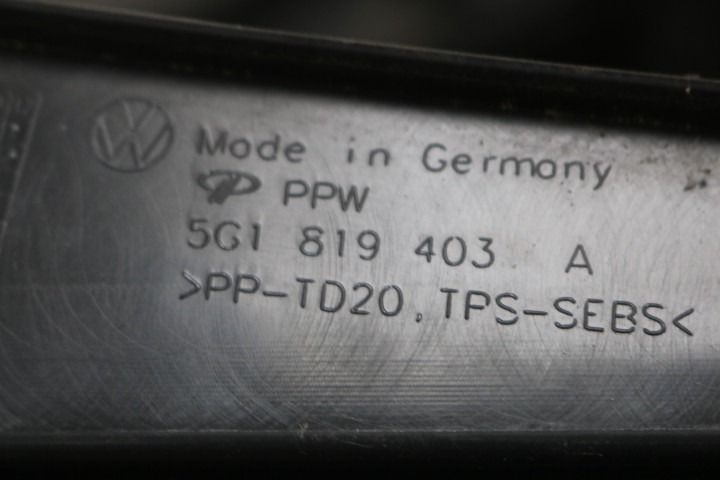 Made in Germany
PPW
5G1 819 403 A
>PP-TD20, TPS-SEBS<